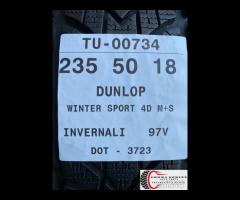 TU-00734
235 50 18
DUNLOP
WINTER SPORT 4D M+S
INVERNALI 97V
DOT - 3723